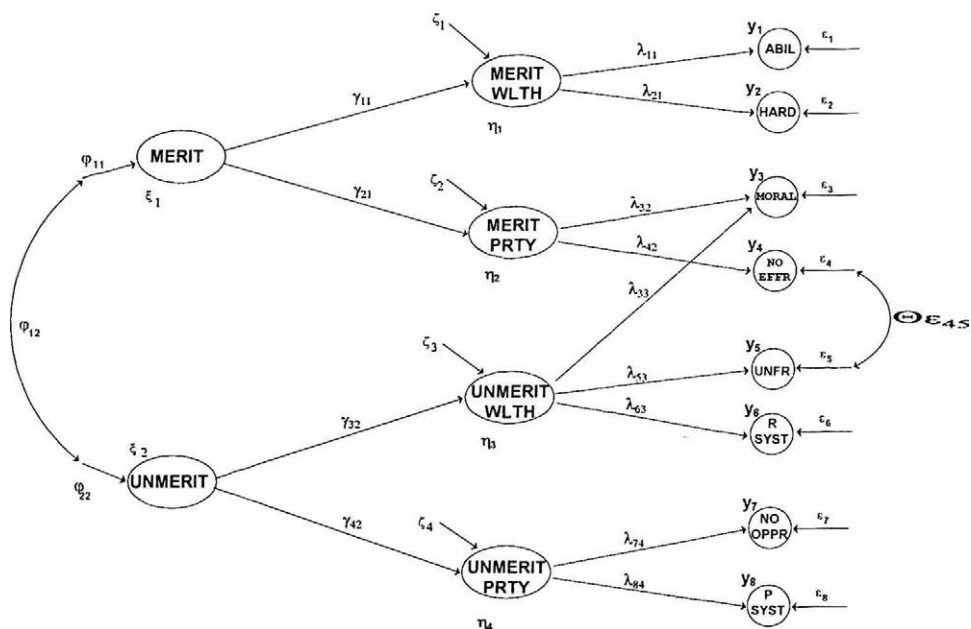 ζ1
MERIT
WLTH
η1
λ11
λ21
y1
ABIL
ε1
y2
HARD
ε2
γ11
φ11
MERIT
ξ1
γ21
ζ2
MERIT
PRTY
η2
λ32
λ42
y3
MORAL
ε3
y4
NO
EFFR
ε4
λ33
Θε45
φ12
ζ3
UNMERIT
WLTH
η3
λ53
λ63
y5
UNFR
ε5
y6
R
SYST
ε6
γ32
ξ2
UNMERIT
φ22
γ42
ζ4
UNMERIT
PRTY
η4
λ74
λ84
y7
NO
OPPR
ε7
y8
P
SYST
ε8